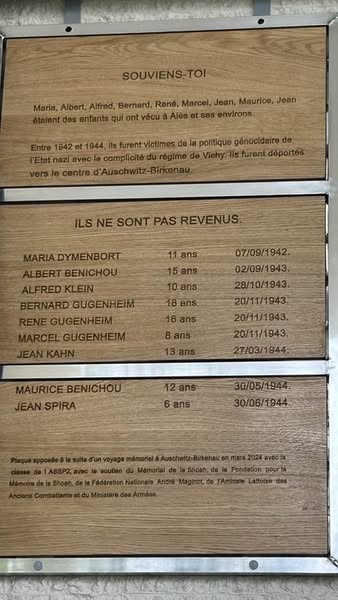 SOUVIENS-TOI
Maria, Albert, Alfred, Bernard, René, Marcel, Jean, Maurice, Jean
étaient des enfants qui ont vécu à Alès et ses environs.
Entre 1942 et 1944, ils furent victimes de la politique génocidaire de
l'Etat nazi avec la complicité du régime de Vichy. Ils furent déportés
vers le centre d'Auschwitz-Birkenau.
ILS NE SONT PAS REVENUS.
MARIA DYMENBORT 11 ans 07/09/1942.
ALBERT BENICHOU 15 ans 02/09/1943.
ALFRED KLEIN 10 ans 28/10/1943.
BERNARD GUGENHEIM 18 ans 20/11/1943.
RENE GUGENHEIM 16 ans 20/11/1943.
MARCEL GUGENHEIM 8 ans 20/11/1943.
JEAN KAHN 13 ans 27/03/1944.
MAURICE BENICHOU 12 ans 30/05/1944.
JEAN SPIRA 6 ans 30/06/1944.
Plaque apposée à la suite d'un voyage mémoriel à Auschwitz-Birkenau en mars 2024 avec la
classe de 1 ASSP2, avec le soutien du Mémorial de la Shoah, de la Fondation pour la
Mémoire de la Shoah, de la Fédération Nationale André Maginot, de l'Amicale Lattoise des
Anciens Combattants et du Ministère des Armées.